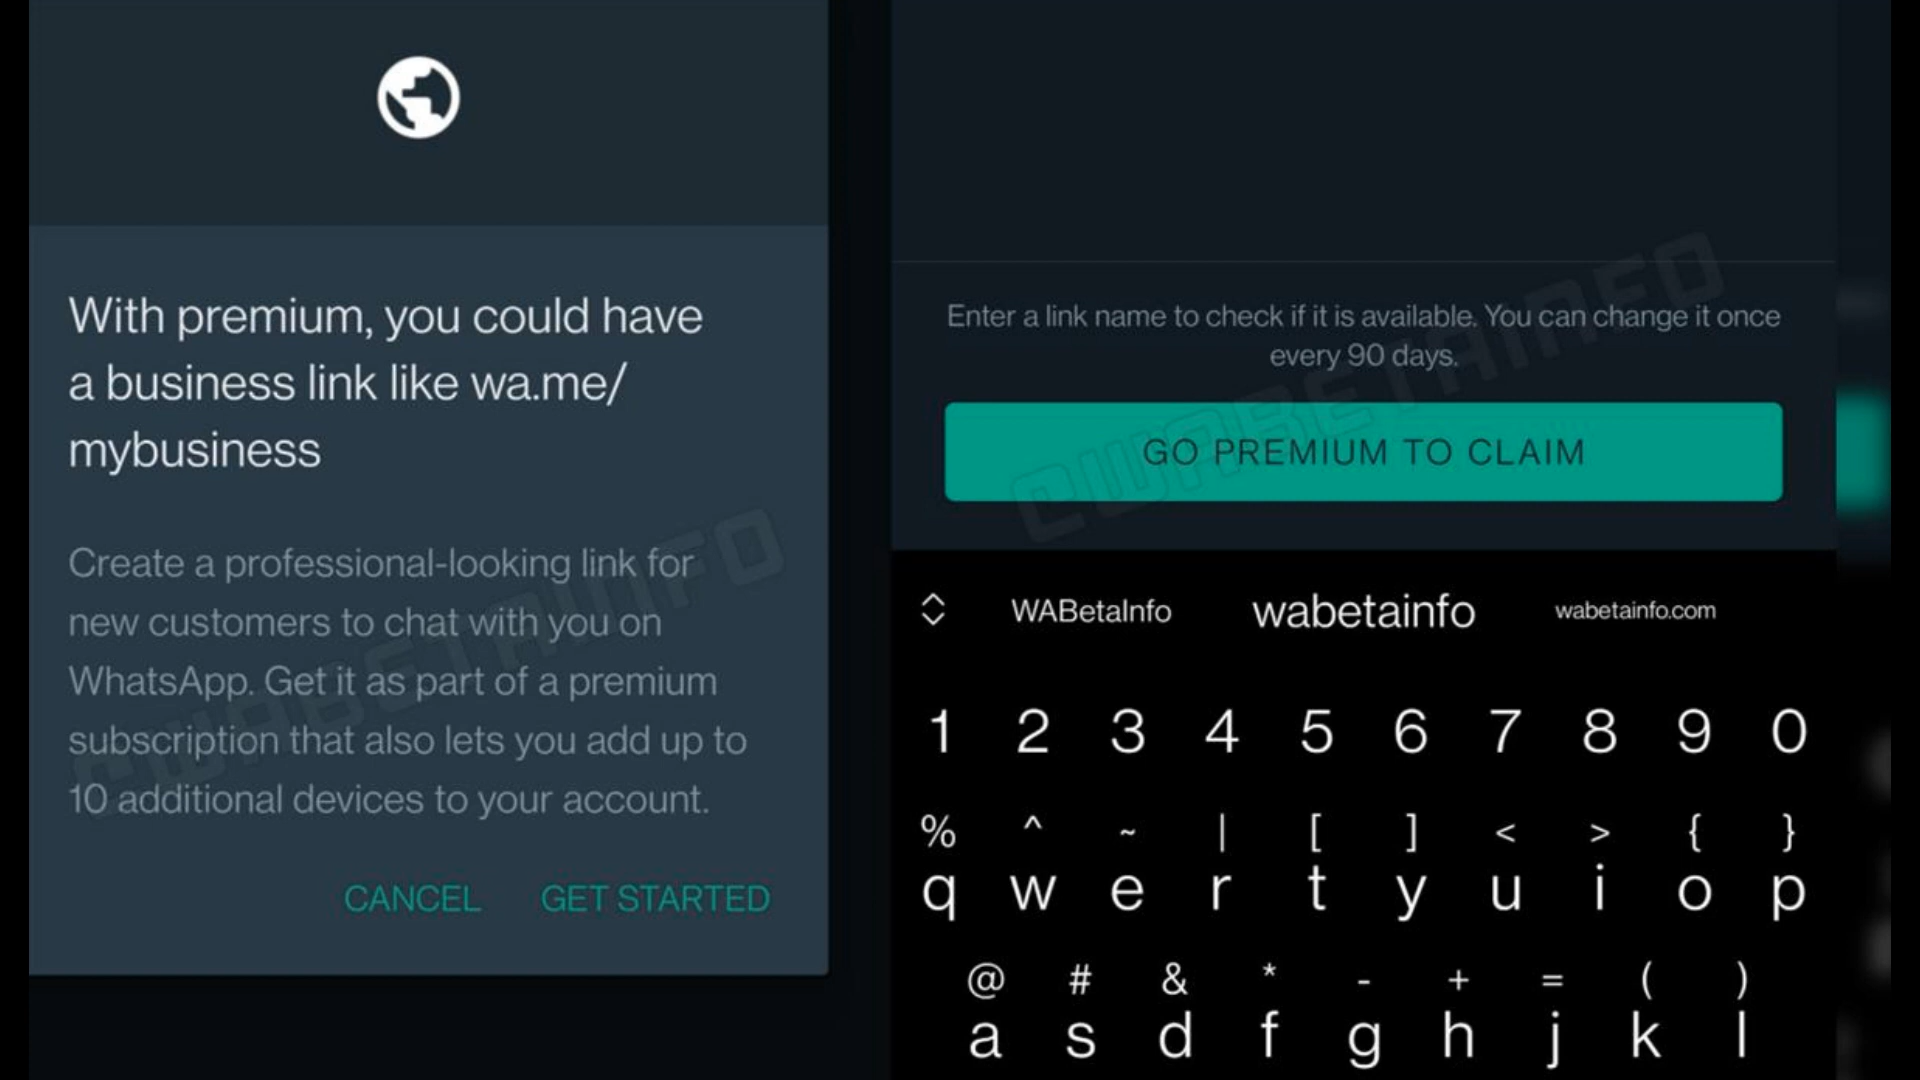 With premium, you could have
a business link like wa.me/
mybusiness
Create a professional-looking link for
new customers to chat with you on
WhatsApp. Get it as part of a premium
subscription that also lets you add up to
10 additional devices to your account.
CANCEL GET STARTED
@WABETAINFO
Enter a link name to check if it is available. You can change it once
every 90 days.
GO PREMIUM TO CLAIM
@WABETAINFO
WABetaInfo wabetainfo wabetainfo.com
1 2 3 4 5 6 7 8 9 0
% ^ ~ | [ ] < > { }
q w e r t y u i o p
@ # & * - + = ( )
a s d f g h j k l